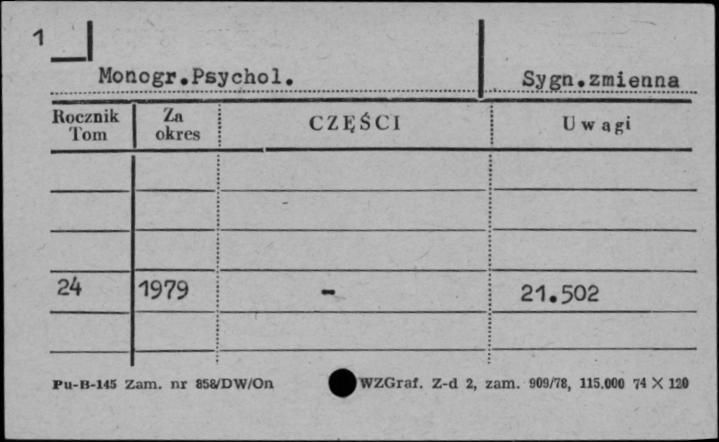 1
Monogr.Psychol. Sygn.zmienna
Rocznik Tom Za okres CZĘŚCI Uwagi
24 1979 - 21.502
Pu-B-145 Zam. nr 858/DW/On WZGraf. Z-d 2, zam. 909/78, 115.000 74 X 120